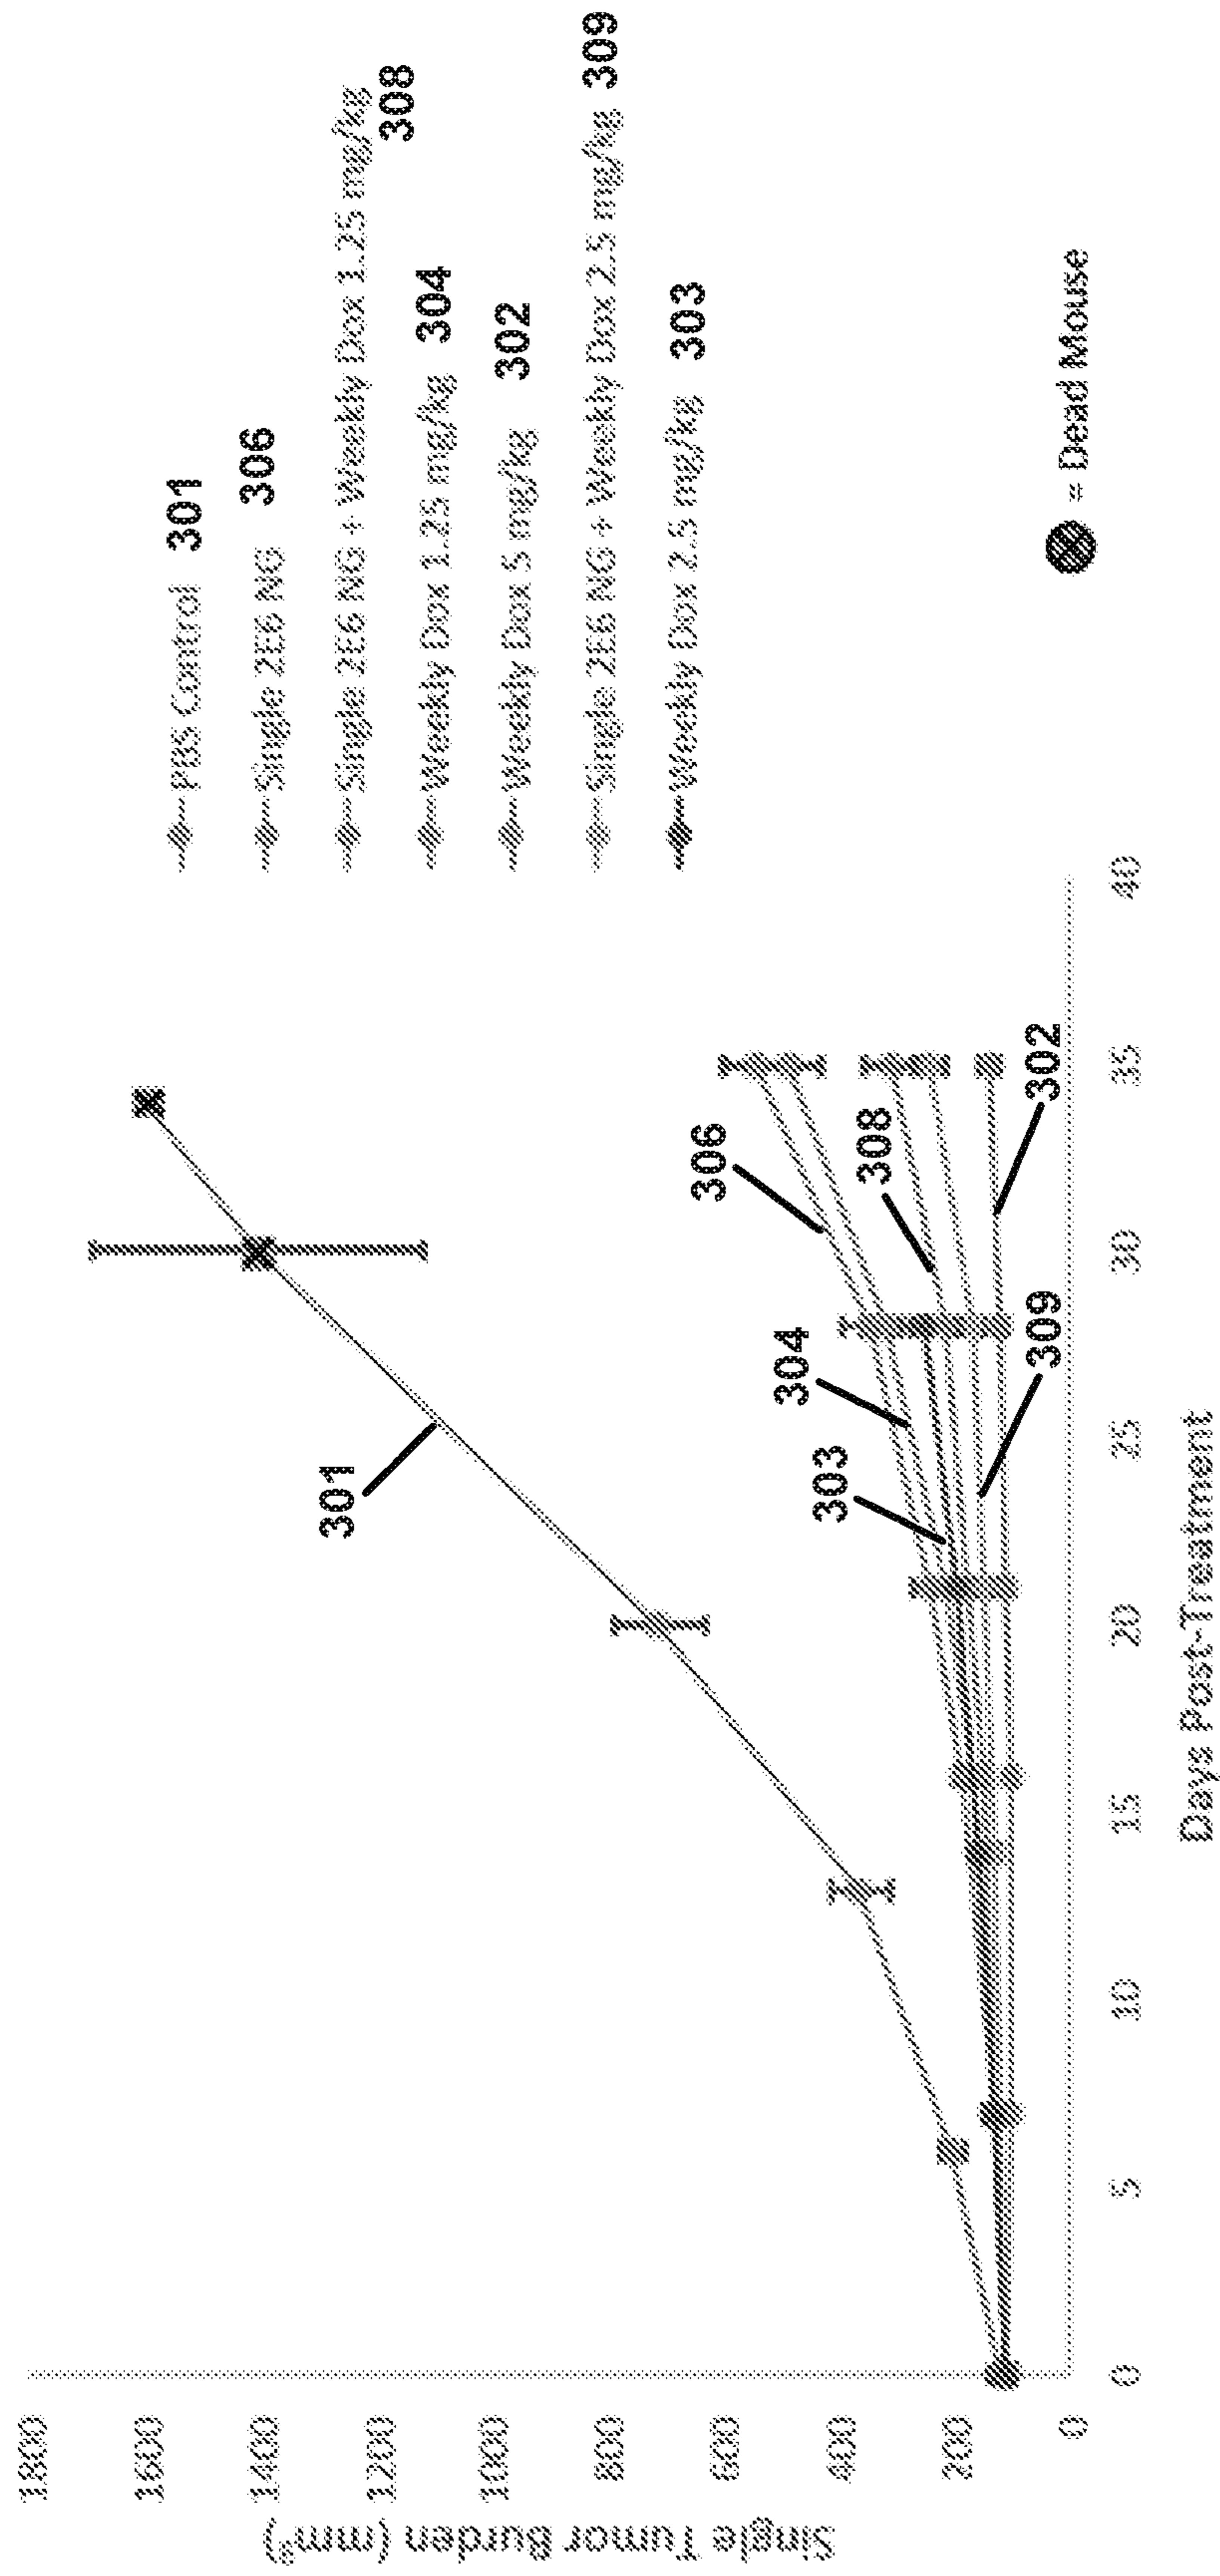 Single Tumor Burden (mm³)
1800
1600
1400
1200
1000
800
600
400
200
0
0
5
10
15
20
25
30
35
40
Days Post-Treatment
301
303
304
306
308
309
302
PBS Control 301
Single 2E6 NG 306
Single 2E6 NG + Weekly Dox 1.25 mg/kg
308
Weekly Dox 1.25 mg/kg 304
Weekly Dox 5 mg/kg 302
Single 2E6 NG + Weekly Dox 2.5 mg/kg 309
Weekly Dox 2.5 mg/kg 303
= Dead Mouse